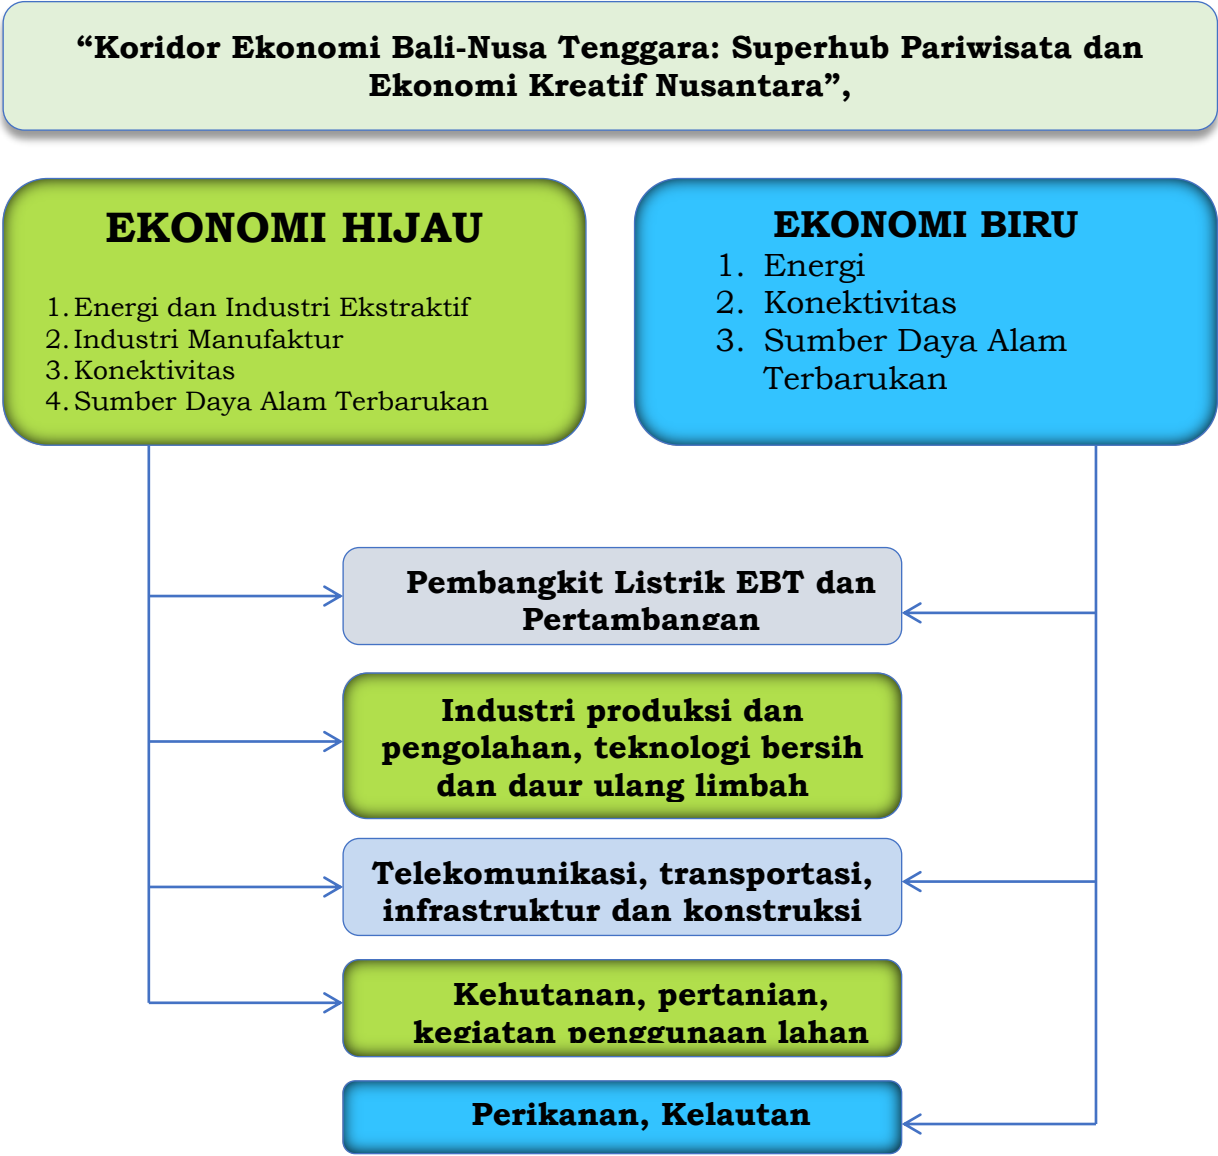 “Koridor Ekonomi Bali-Nusa Tenggara: Superhub Pariwisata dan
Ekonomi Kreatif Nusantara”,
EKONOMI HIJAU
1. Energi dan Industri Ekstraktif
2. Industri Manufaktur
3. Konektivitas
4. Sumber Daya Alam Terbarukan
EKONOMI BIRU
1. Energi
2. Konektivitas
3. Sumber Daya Alam
Terbarukan
Pembangkit Listrik EBT dan
Pertambangan
Industri produksi dan
pengolahan, teknologi bersih
dan daur ulang limbah
Telekomunikasi, transportasi,
infrastruktur dan konstruksi
Kehutanan, pertanian,
kegiatan penggunaan lahan
Perikanan, Kelautan